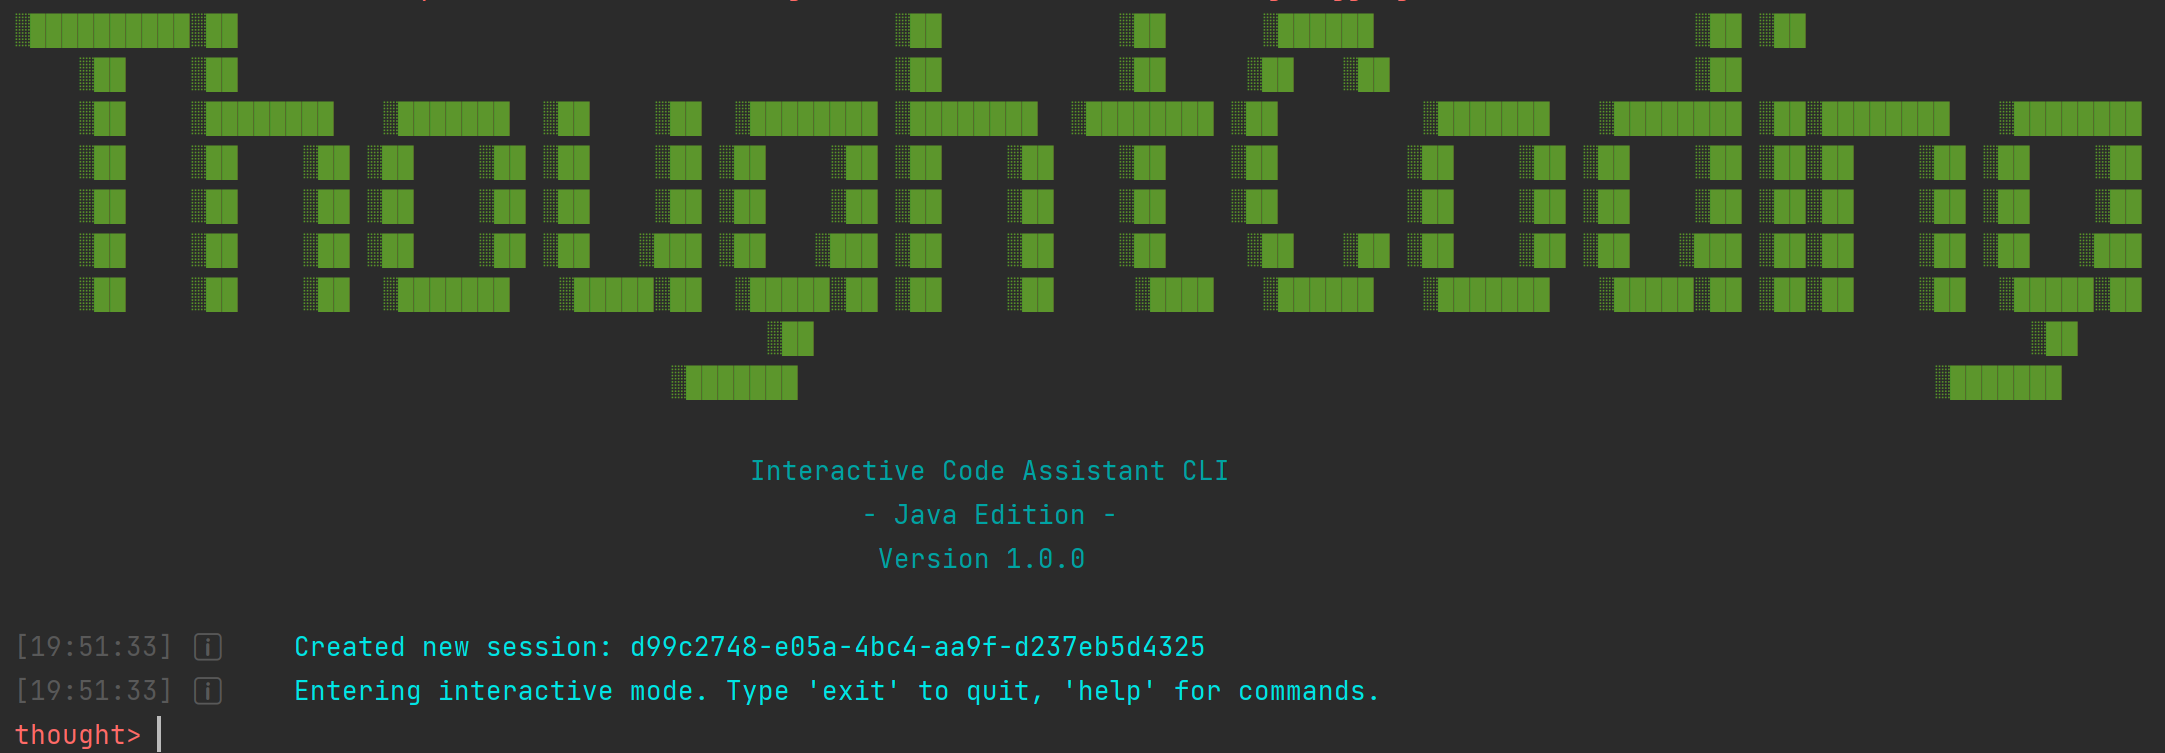 ThoughtCoding
Interactive Code Assistant CLI
- Java Edition -
Version 1.0.0
[19:51:33] i Created new session: d99c2748-e05a-4bc4-aa9f-d237eb5d4325
[19:51:33] i Entering interactive mode. Type 'exit' to quit, 'help' for commands.
thought>